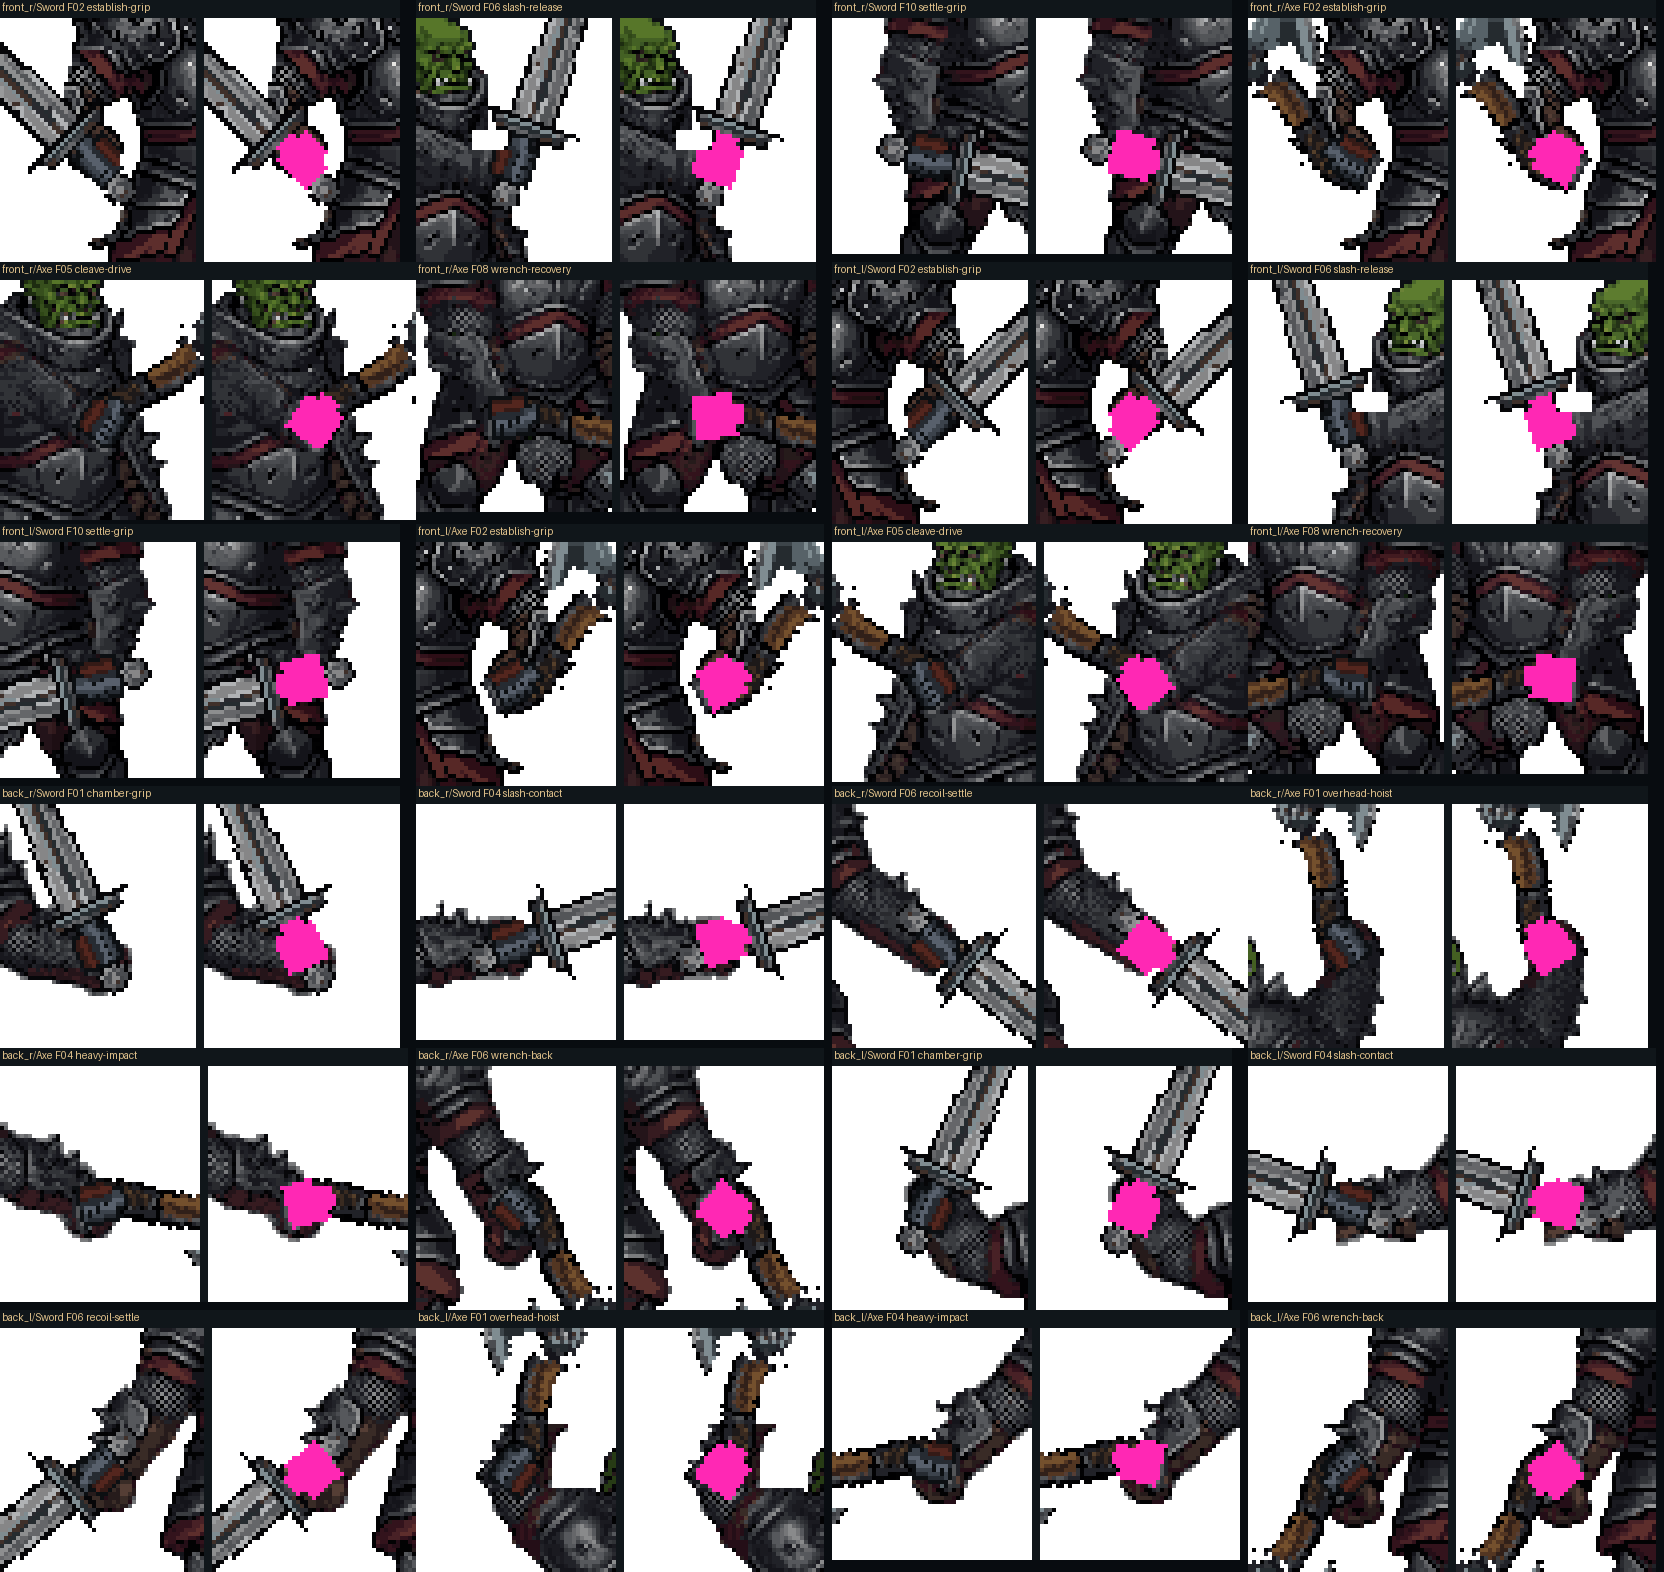 front_r/Sword F02 establish-grip
front_r/Sword F06 slash-release
front_r/Sword F10 settle-grip
front_r/Axe F02 establish-grip
front_r/Axe F05 cleave-drive
front_r/Axe F08 wrench-recovery
front_l/Sword F02 establish-grip
front_l/Sword F06 slash-release
front_l/Sword F10 settle-grip
front_l/Axe F02 establish-grip
front_l/Axe F05 cleave-drive
front_l/Axe F08 wrench-recovery
back_r/Sword F01 chamber-grip
back_r/Sword F04 slash-contact
back_r/Sword F06 recoil-settle
back_r/Axe F01 overhead-hoist
back_r/Axe F04 heavy-impact
back_r/Axe F06 wrench-back
back_l/Sword F01 chamber-grip
back_l/Sword F04 slash-contact
back_l/Sword F06 recoil-settle
back_l/Axe F01 overhead-hoist
back_l/Axe F04 heavy-impact
back_l/Axe F06 wrench-back